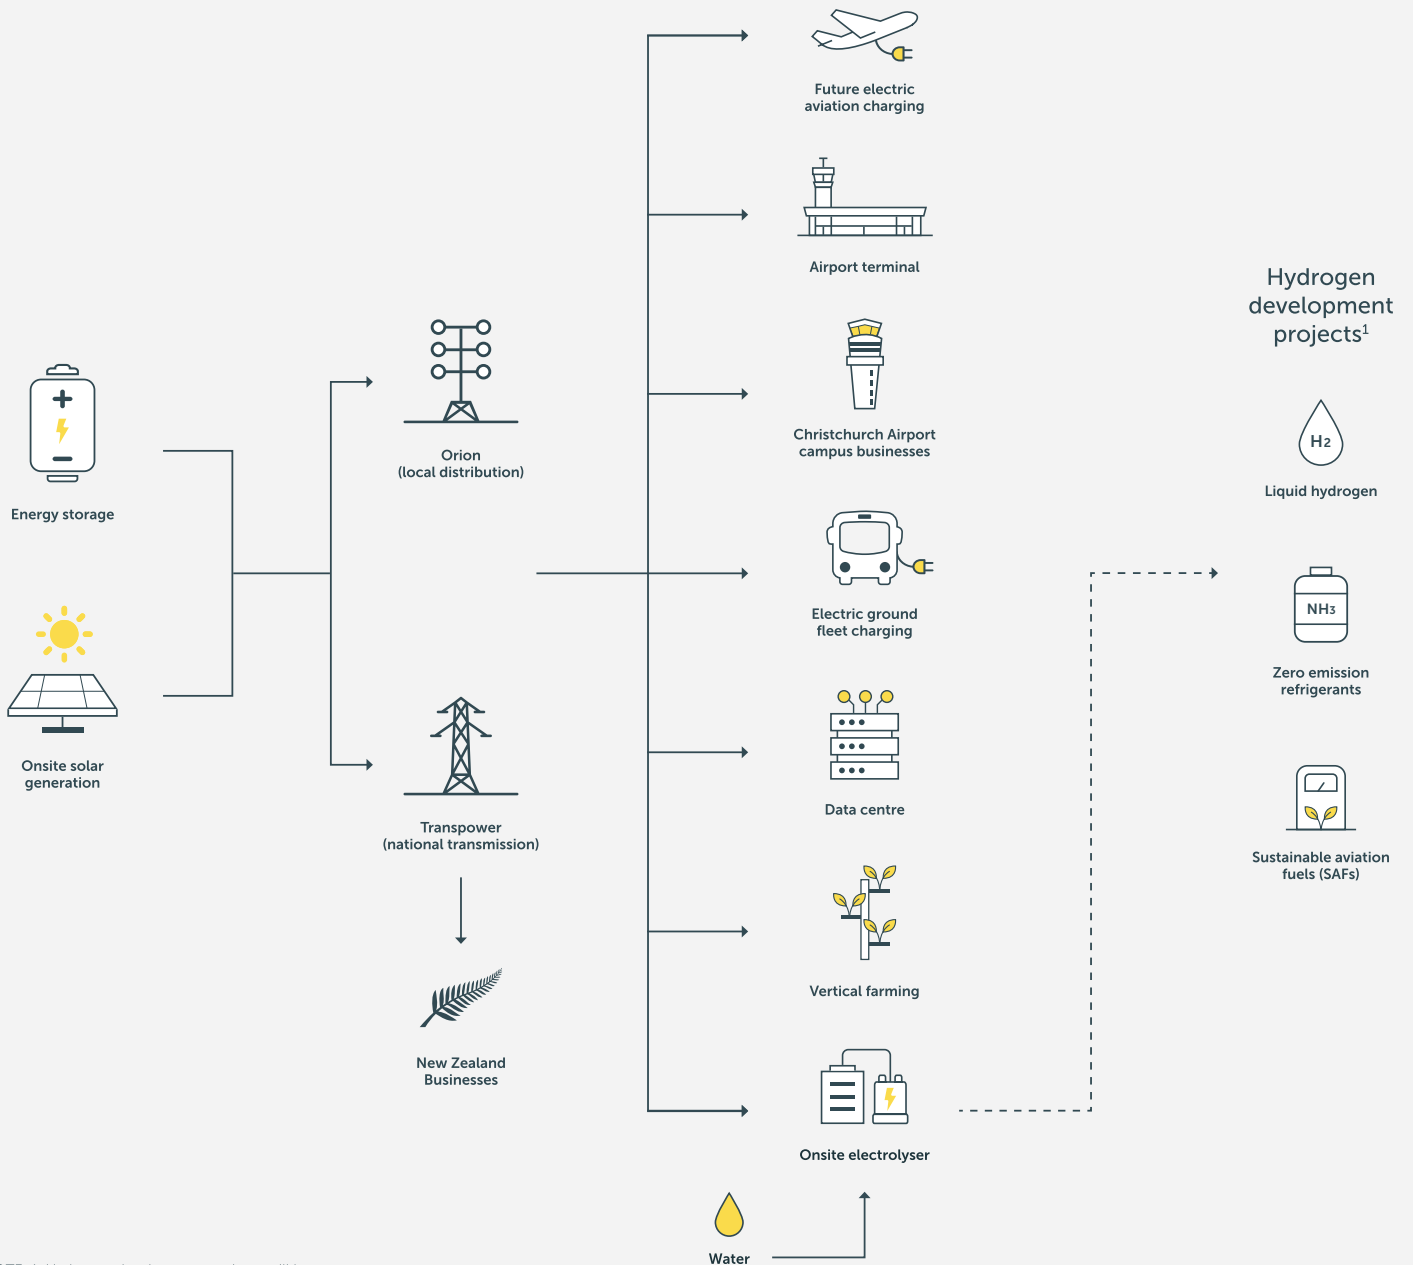 Future electric
aviation charging
Airport terminal
Hydrogen
development
projects1
Christchurch Airport
campus businesses
H2
Orion
(local distribution)
Liquid hydrogen
Energy storage
Electric ground
fleet charging
NH3
Zero emission
refrigerants
Onsite solar
generation
Data centre
Transpower
(national transmission)
Sustainable aviation
fuels (SAFs)
Vertical farming
New Zealand
Businesses
Onsite electrolyser
Water